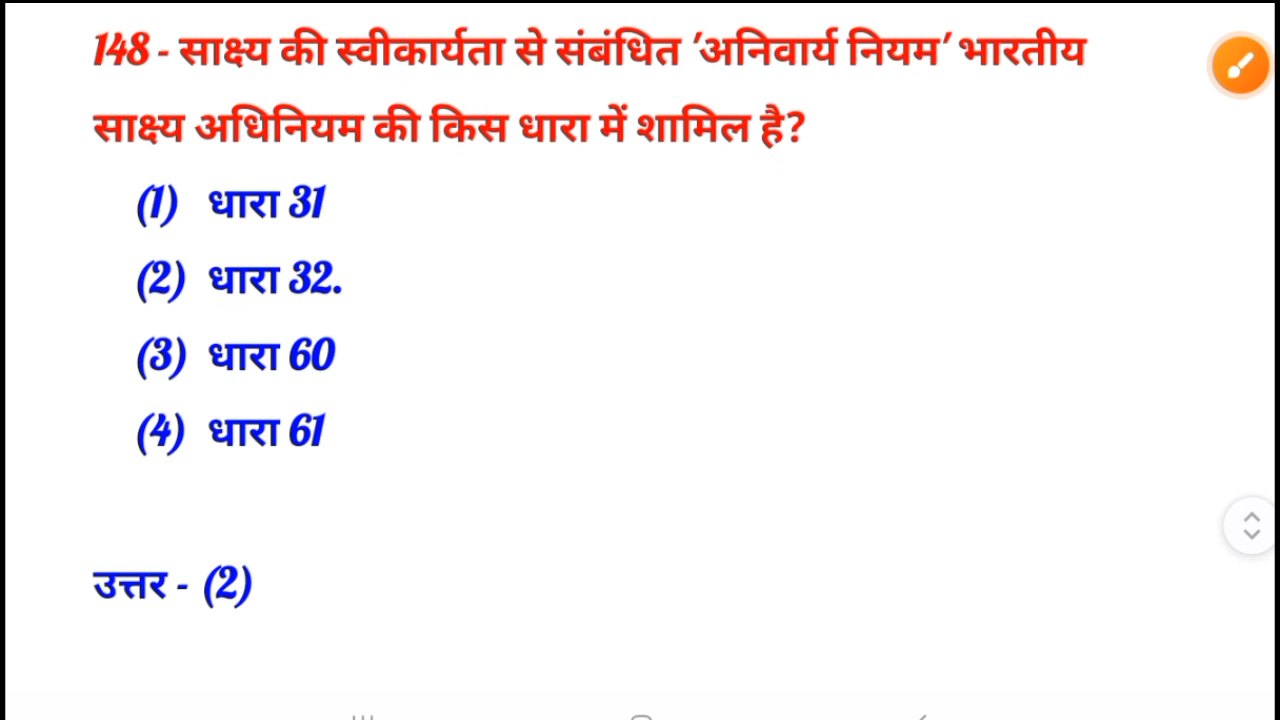 148 - साक्ष्य की स्वीकार्यता से संबंधित 'अनिवार्य नियम' भारतीय
साक्ष्य अधिनियम की किस धारा में शामिल है?
(1) धारा 31
(2) धारा 32.
(3) धारा 60
(4) धारा 61
उत्तर - (2)